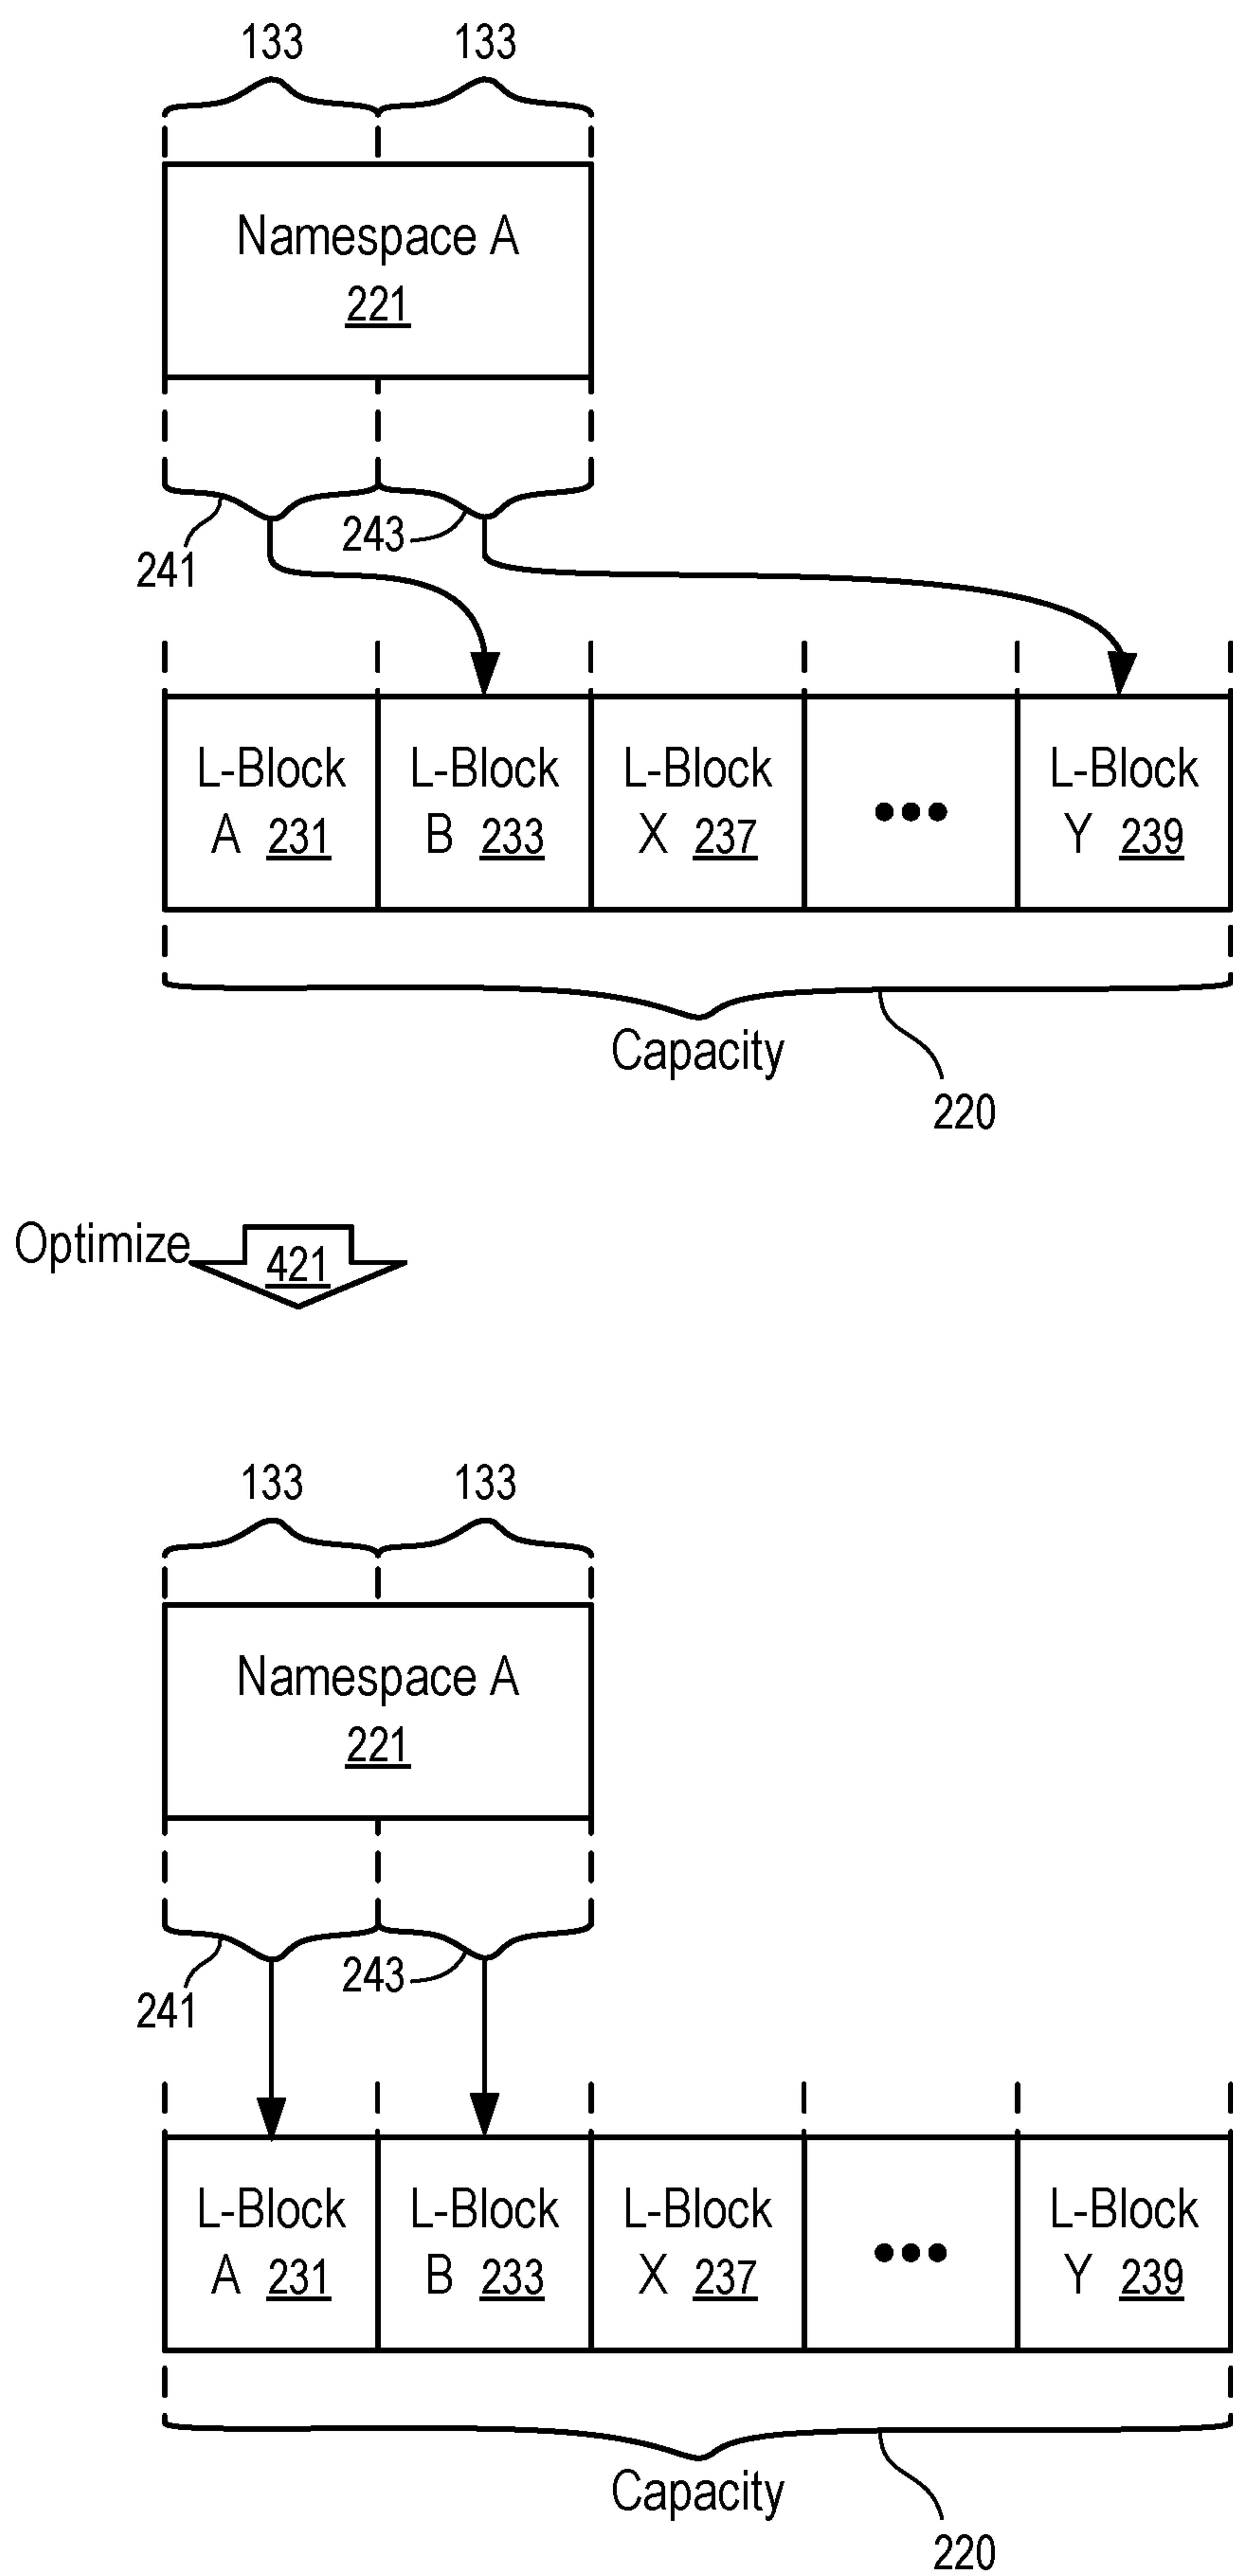 133 133
Namespace A
221
241 243
L-Block L-Block L-Block L-Block
A 231 B 233 X 237 ••• Y 239
Capacity
220
Optimize 421
133 133
Namespace A
221
241 243
L-Block L-Block L-Block L-Block
A 231 B 233 X 237 ••• Y 239
Capacity
220